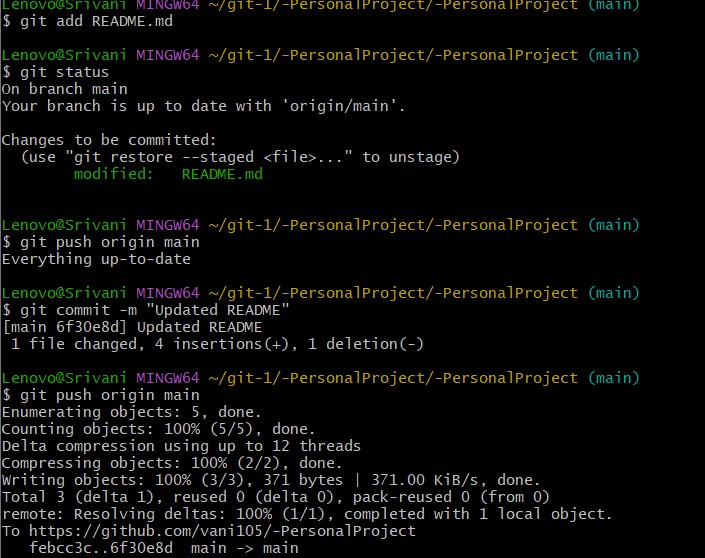 Lenovo@Srivani MINGW64 ~/git-1/-PersonalProject/-PersonalProject (main)
$ git add README.md
Lenovo@Srivani MINGW64 ~/git-1/-PersonalProject/-PersonalProject (main)
$ git status
On branch main
Your branch is up to date with 'origin/main'.
Changes to be committed:
  (use "git restore --staged <file>..." to unstage)
        modified:   README.md
Lenovo@Srivani MINGW64 ~/git-1/-PersonalProject/-PersonalProject (main)
$ git push origin main
Everything up-to-date
Lenovo@Srivani MINGW64 ~/git-1/-PersonalProject/-PersonalProject (main)
$ git commit -m "Updated README"
[main 6f30e8d] Updated README
 1 file changed, 4 insertions(+), 1 deletion(-)
Lenovo@Srivani MINGW64 ~/git-1/-PersonalProject/-PersonalProject (main)
$ git push origin main
Enumerating objects: 5, done.
Counting objects: 100% (5/5), done.
Delta compression using up to 12 threads
Compressing objects: 100% (2/2), done.
Writing objects: 100% (3/3), 371 bytes | 371.00 KiB/s, done.
Total 3 (delta 1), reused 0 (delta 0), pack-reused 0 (from 0)
remote: Resolving deltas: 100% (1/1), completed with 1 local object.
To https://github.com/vani105/-PersonalProject
   febcc3c..6f30e8d  main -> main